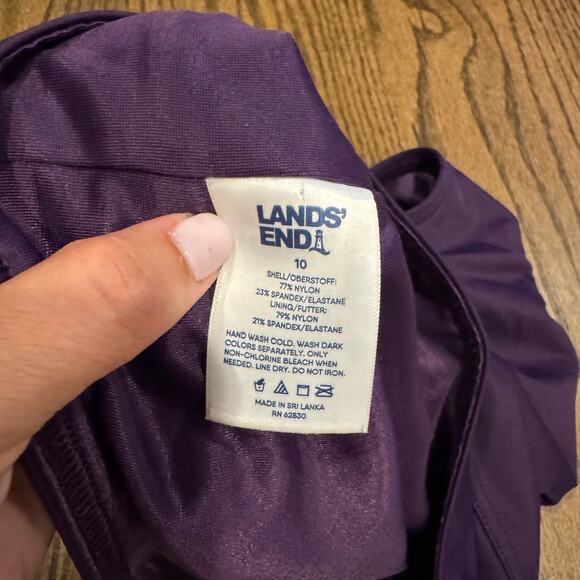 LANDS'
END
10
SHELL/OBERSTOFF:
77% NYLON
23% SPANDEX/ELASTANE
LINING/FUTTER:
79% NYLON
21% SPANDEX/ELASTANE
HAND WASH COLD. WASH DARK
COLORS SEPARATELY. ONLY
NON-CHLORINE BLEACH WHEN
NEEDED. LINE DRY. DO NOT IRON.
MADE IN SRI LANKA
RN 62830